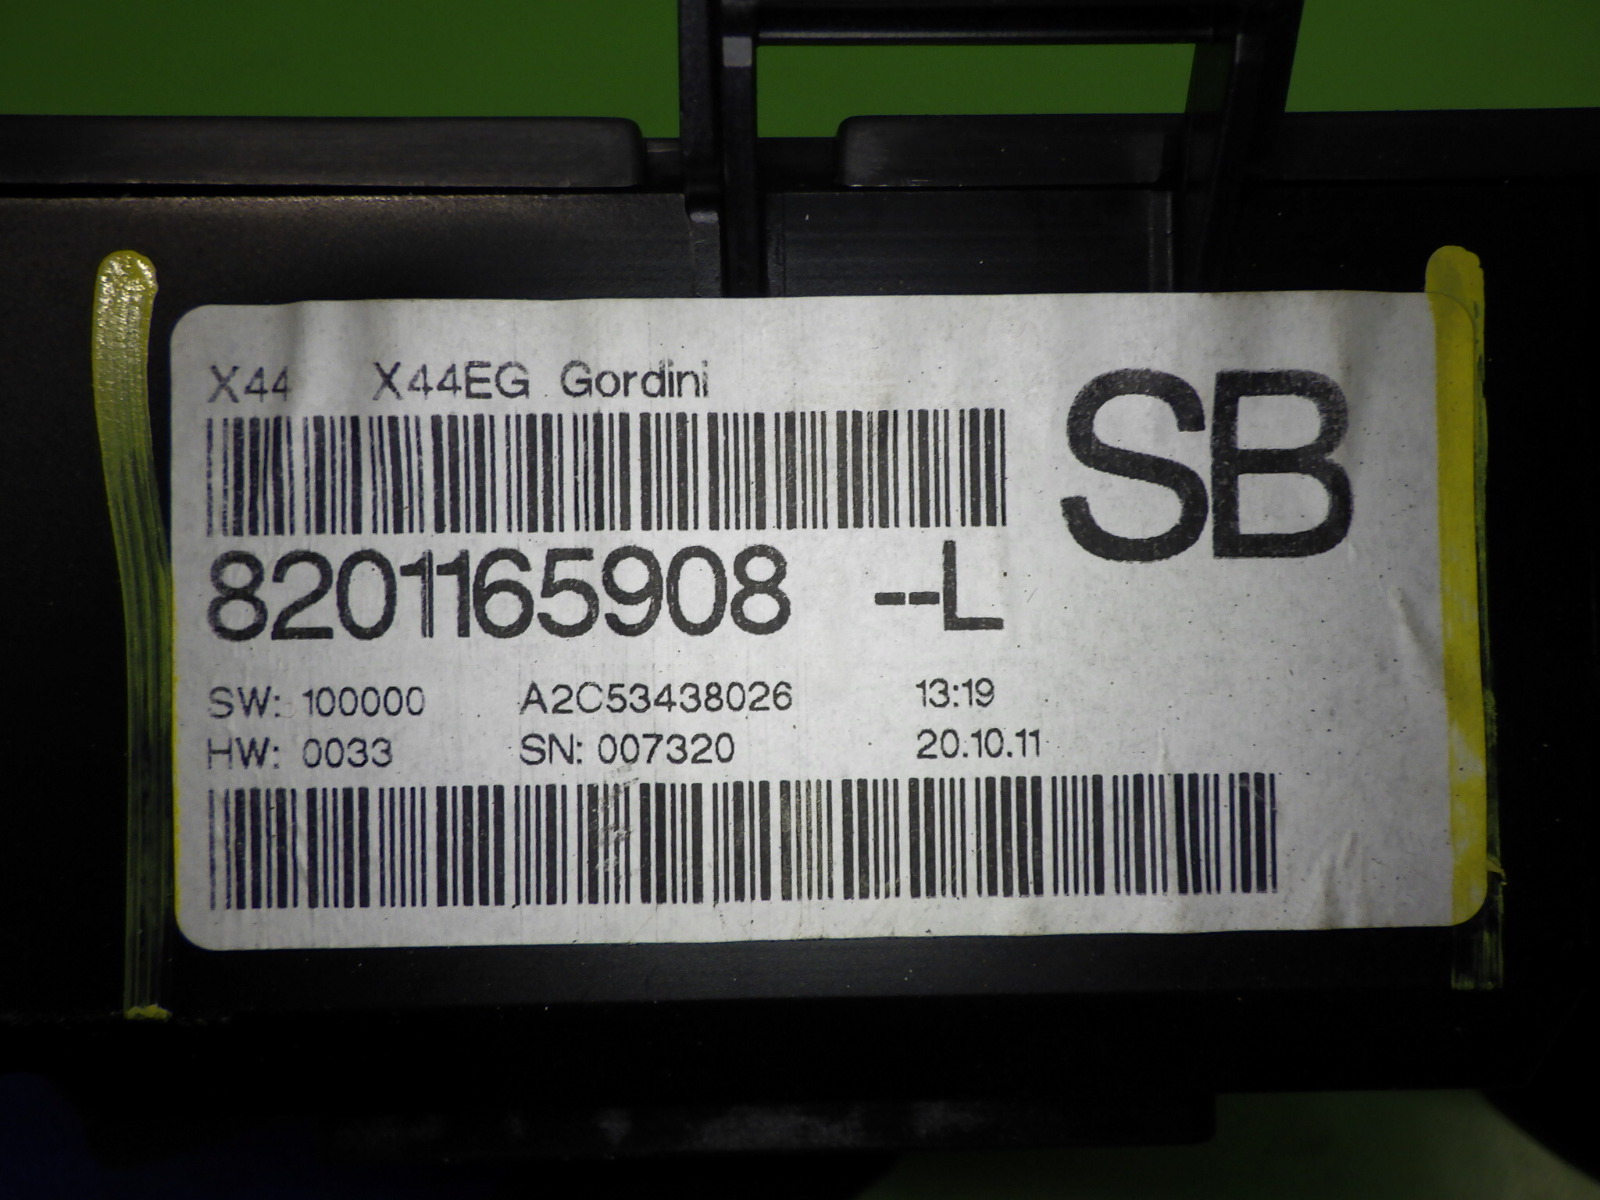 X44 X44EG Gordini
SB
8201165908 --L
SW: 100000 A2C53438026 13:19
HW: 0033 SN: 007320 20.10.11